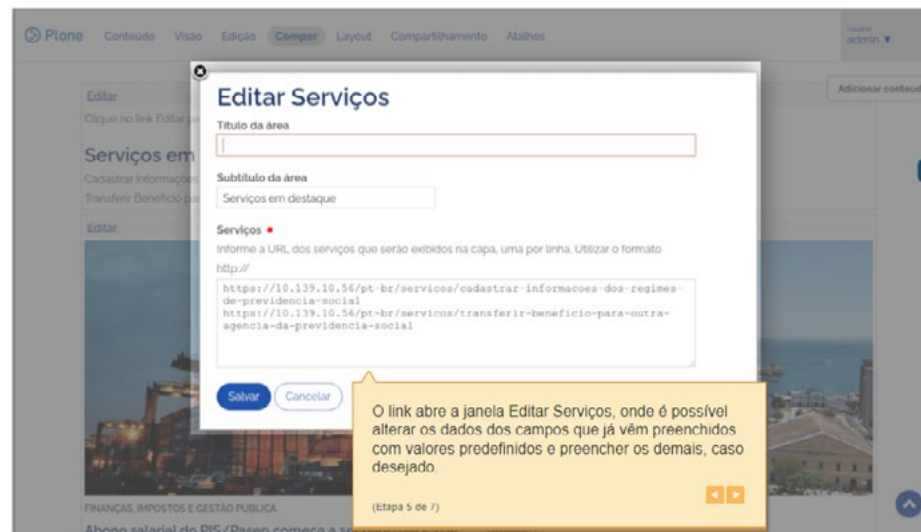 Plone Conteúdo Visão Edição Compor Layout Compartilhamento Atalhos
admin
Adicionar conteúd
Editar
Clique no link Editar pa
Serviços em
Cadastrar Informações
Transferir Benefício pa
Editar
Editar Serviços
Título da área
Subtítulo da área
Serviços em destaque
Serviços
Informe a URL dos serviços que serão exibidos na capa, uma por linha. Utilizar o formato
http://
https://10.139.10.56/pt-br/servicos/cadastrar-informacoes-dos-regimes-
de-previdencia-social
https://10.139.10.56/pt-br/servicos/transferir-beneficio-para-outra-
agencia-da-previdencia-social
Salvar Cancelar
O link abre a janela Editar Serviços, onde é possível
alterar os dados dos campos que já vêm preenchidos
com valores predefinidos e preencher os demais, caso
desejado.
(Etapa 5 de 7)
FINANÇAS, IMPOSTOS E GESTÃO PÚBLICA
Abono salarial do PIS/Pasep começa a se